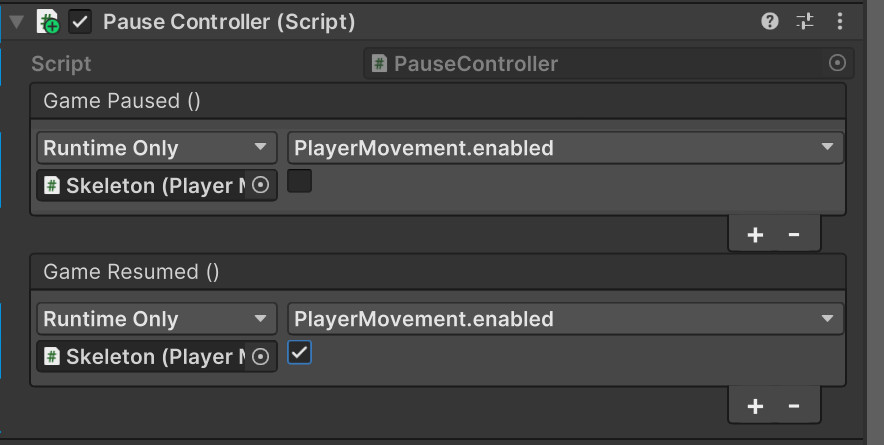 Pause Controller (Script)
Script PauseController
Game Paused ()
Runtime Only PlayerMovement.enabled
Skeleton (Player M
+ -
Game Resumed ()
Runtime Only PlayerMovement.enabled
Skeleton (Player M
+ -